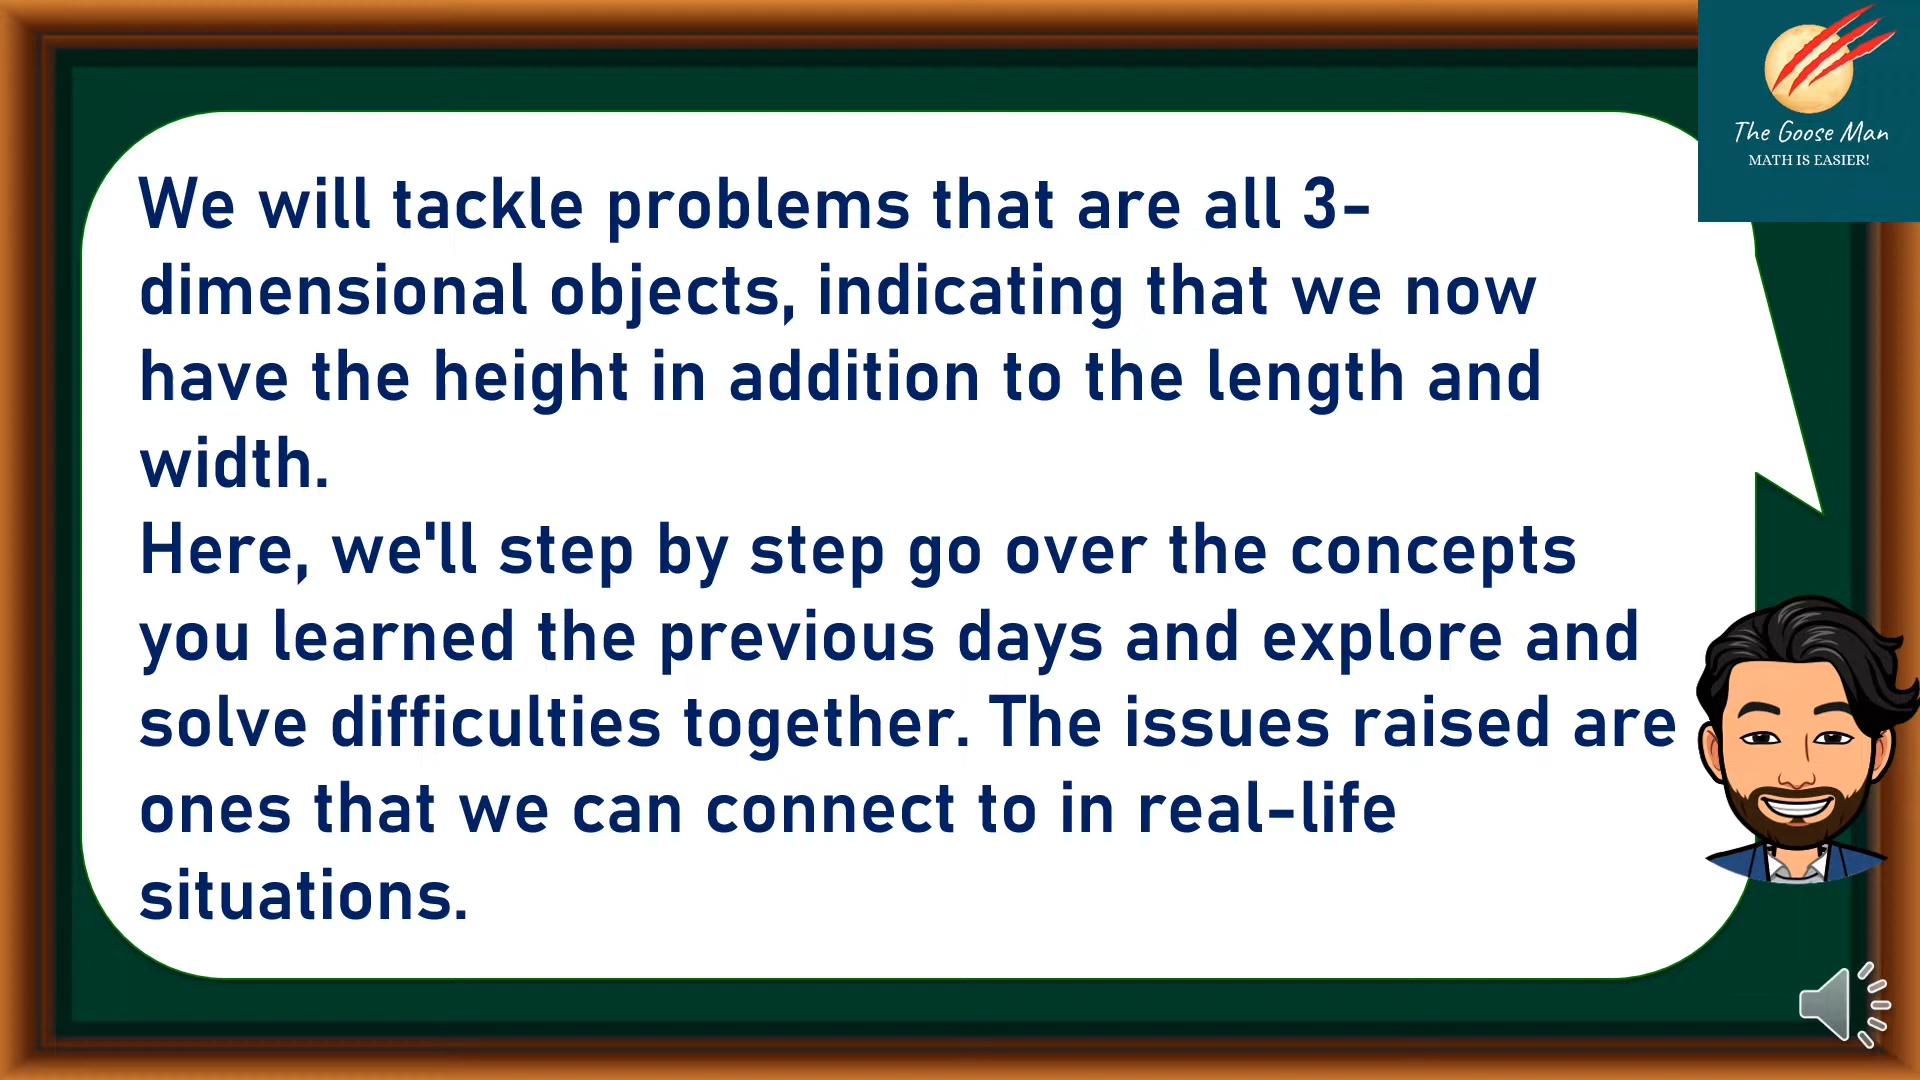 The Goose Man
MATH IS EASIER!
We will tackle problems that are all 3-
dimensional objects, indicating that we now
have the height in addition to the length and
width.
Here, we'll step by step go over the concepts
you learned the previous days and explore and
solve difficulties together. The issues raised are
ones that we can connect to in real-life
situations.